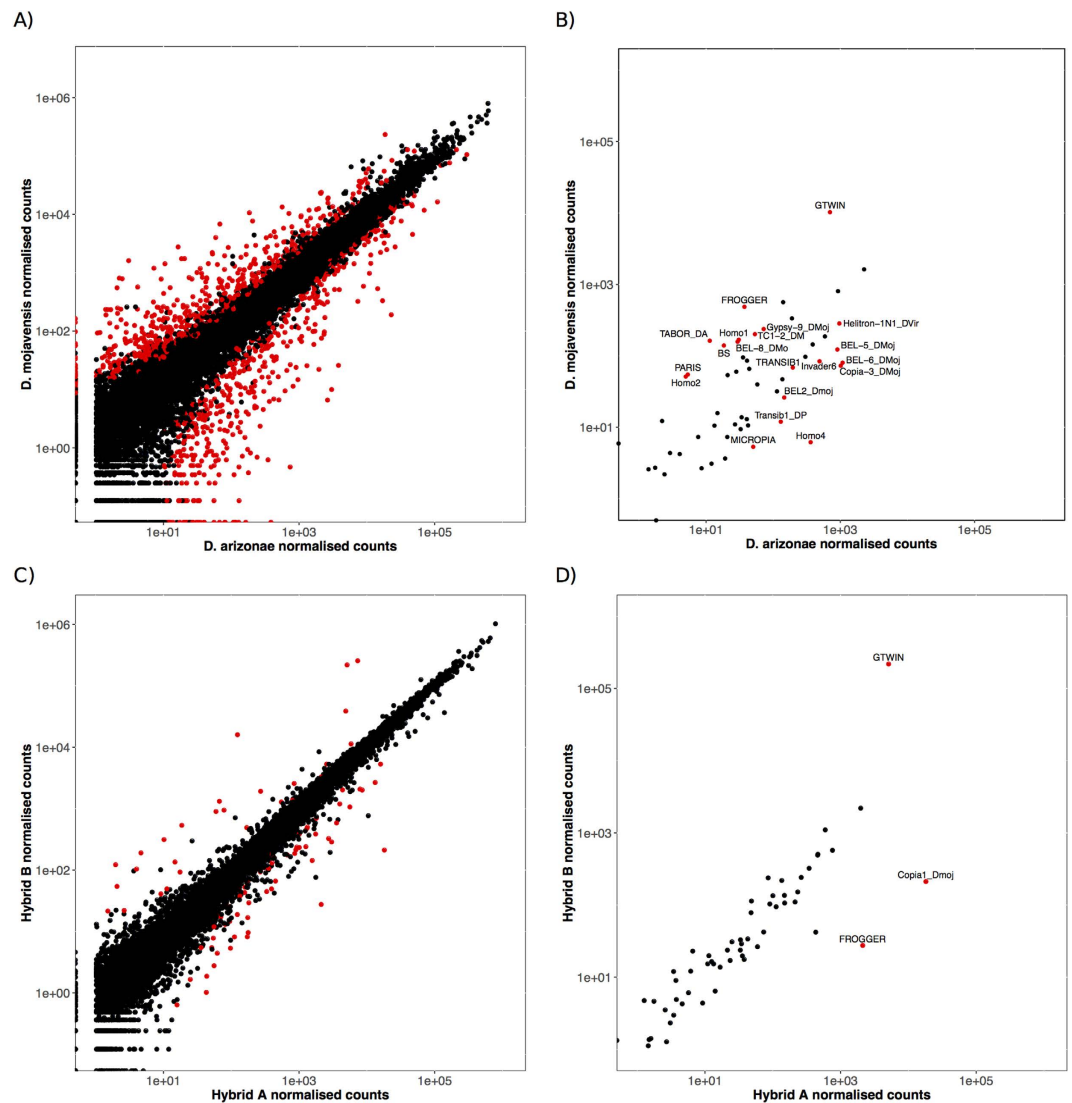 A)
B)
1e+06
1e+04
1e+02
1e+00
D. mojavensis normalised counts
1e+01
1e+03
1e+05
D. arizonae normalised counts
1e+05
1e+03
1e+01
D. mojavensis normalised counts
GTWIN
FROGGER
Gypsy−9_DMoj
Helitron−1N1_DVir
TABOR_DA
Homo1
TC1−2_DM
BS
BEL−8_DMo
BEL−5_DMoj
PARIS
TRANSIB1
Invader6
BEL−6_DMoj
Copia−3_DMoj
Homo2
BEL2_Dmoj
Transib1_DP
MICROPIA
Homo4
1e+01
1e+03
1e+05
D. arizonae normalised counts
C)
D)
1e+06
1e+04
1e+02
1e+00
Hybrid B normalised counts
1e+01
1e+03
1e+05
Hybrid A normalised counts
1e+05
1e+03
1e+01
Hybrid B normalised counts
GTWIN
Copia1_Dmoj
FROGGER
1e+01
1e+03
1e+05
Hybrid A normalised counts